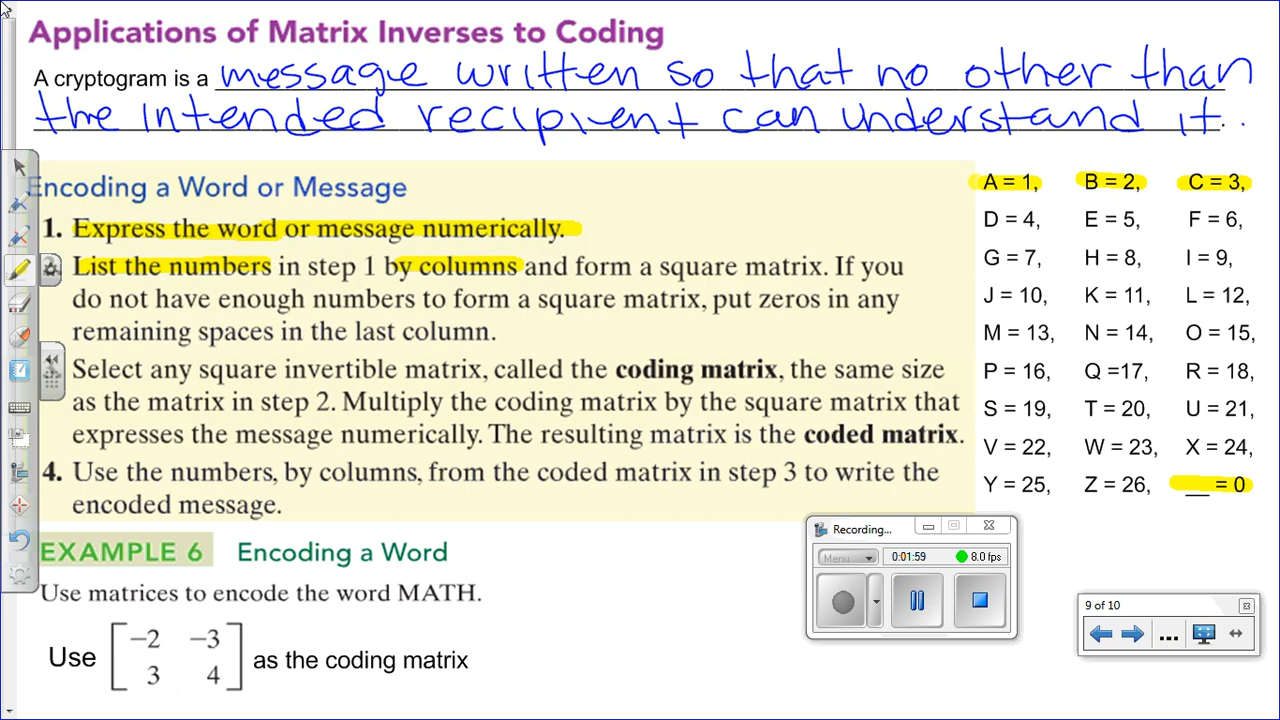 Applications of Matrix Inverses to Coding
A cryptogram is a message written so that no other than
the intended recipient can understand it.
Encoding a Word or Message
1. Express the word or message numerically.
List the numbers in step 1 by columns and form a square matrix. If you
do not have enough numbers to form a square matrix, put zeros in any
remaining spaces in the last column.
Select any square invertible matrix, called the coding matrix, the same size
as the matrix in step 2. Multiply the coding matrix by the square matrix that
expresses the message numerically. The resulting matrix is the coded matrix.
4. Use the numbers, by columns, from the coded matrix in step 3 to write the
encoded message.
A = 1, B = 2, C = 3,
D = 4, E = 5, F = 6,
G = 7, H = 8, I = 9,
J = 10, K = 11, L = 12,
M = 13, N = 14, O = 15,
P = 16, Q =17, R = 18,
S = 19, T = 20, U = 21,
V = 22, W = 23, X = 24,
Y = 25, Z = 26, __ = 0
EXAMPLE 6 Encoding a Word
Use matrices to encode the word MATH.
Use [ -2 -3
3 4 ] as the coding matrix
Recording...
Menu 0:01:59 8.0 fps
9 of 10
...